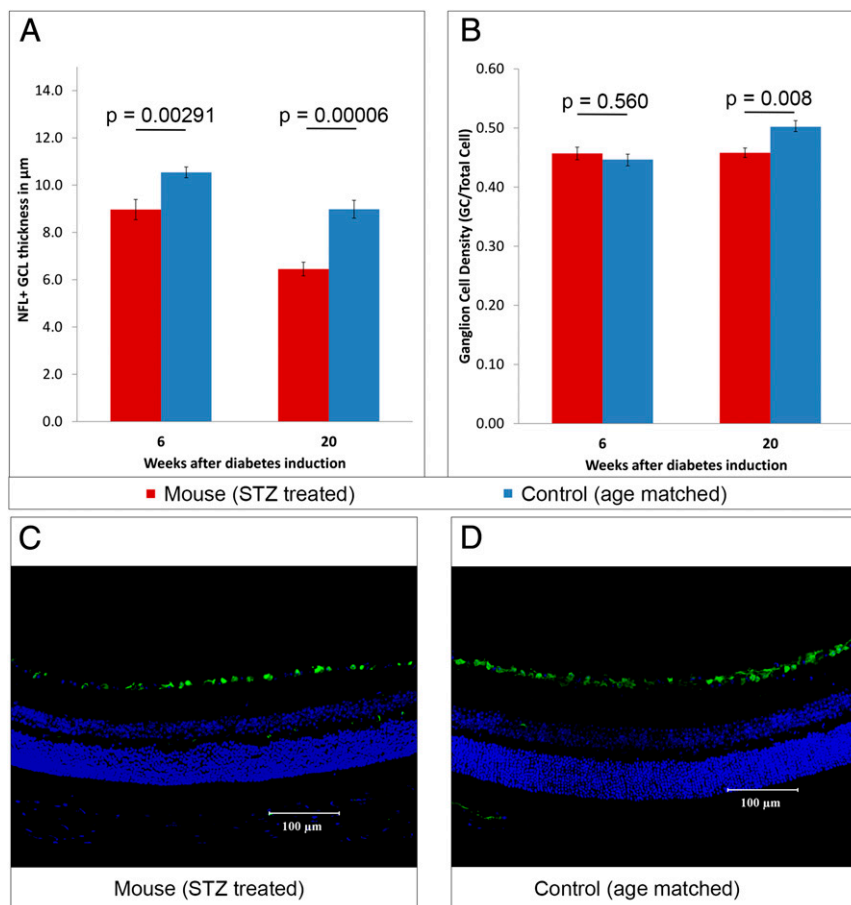 A
14.0
12.0
10.0
8.0
6.0
4.0
2.0
0.0
NFL+ GCL thickness in µm
p = 0.00291
p = 0.00006
6
20
Weeks after diabetes induction
B
0.60
0.50
0.40
0.30
0.20
0.10
0.00
Ganglion Cell Density (GC/Total Cell)
p = 0.560
p = 0.008
6
20
Weeks after diabetes induction
Mouse (STZ treated)
Control (age matched)
C
100 µm
Mouse (STZ treated)
D
100 µm
Control (age matched)